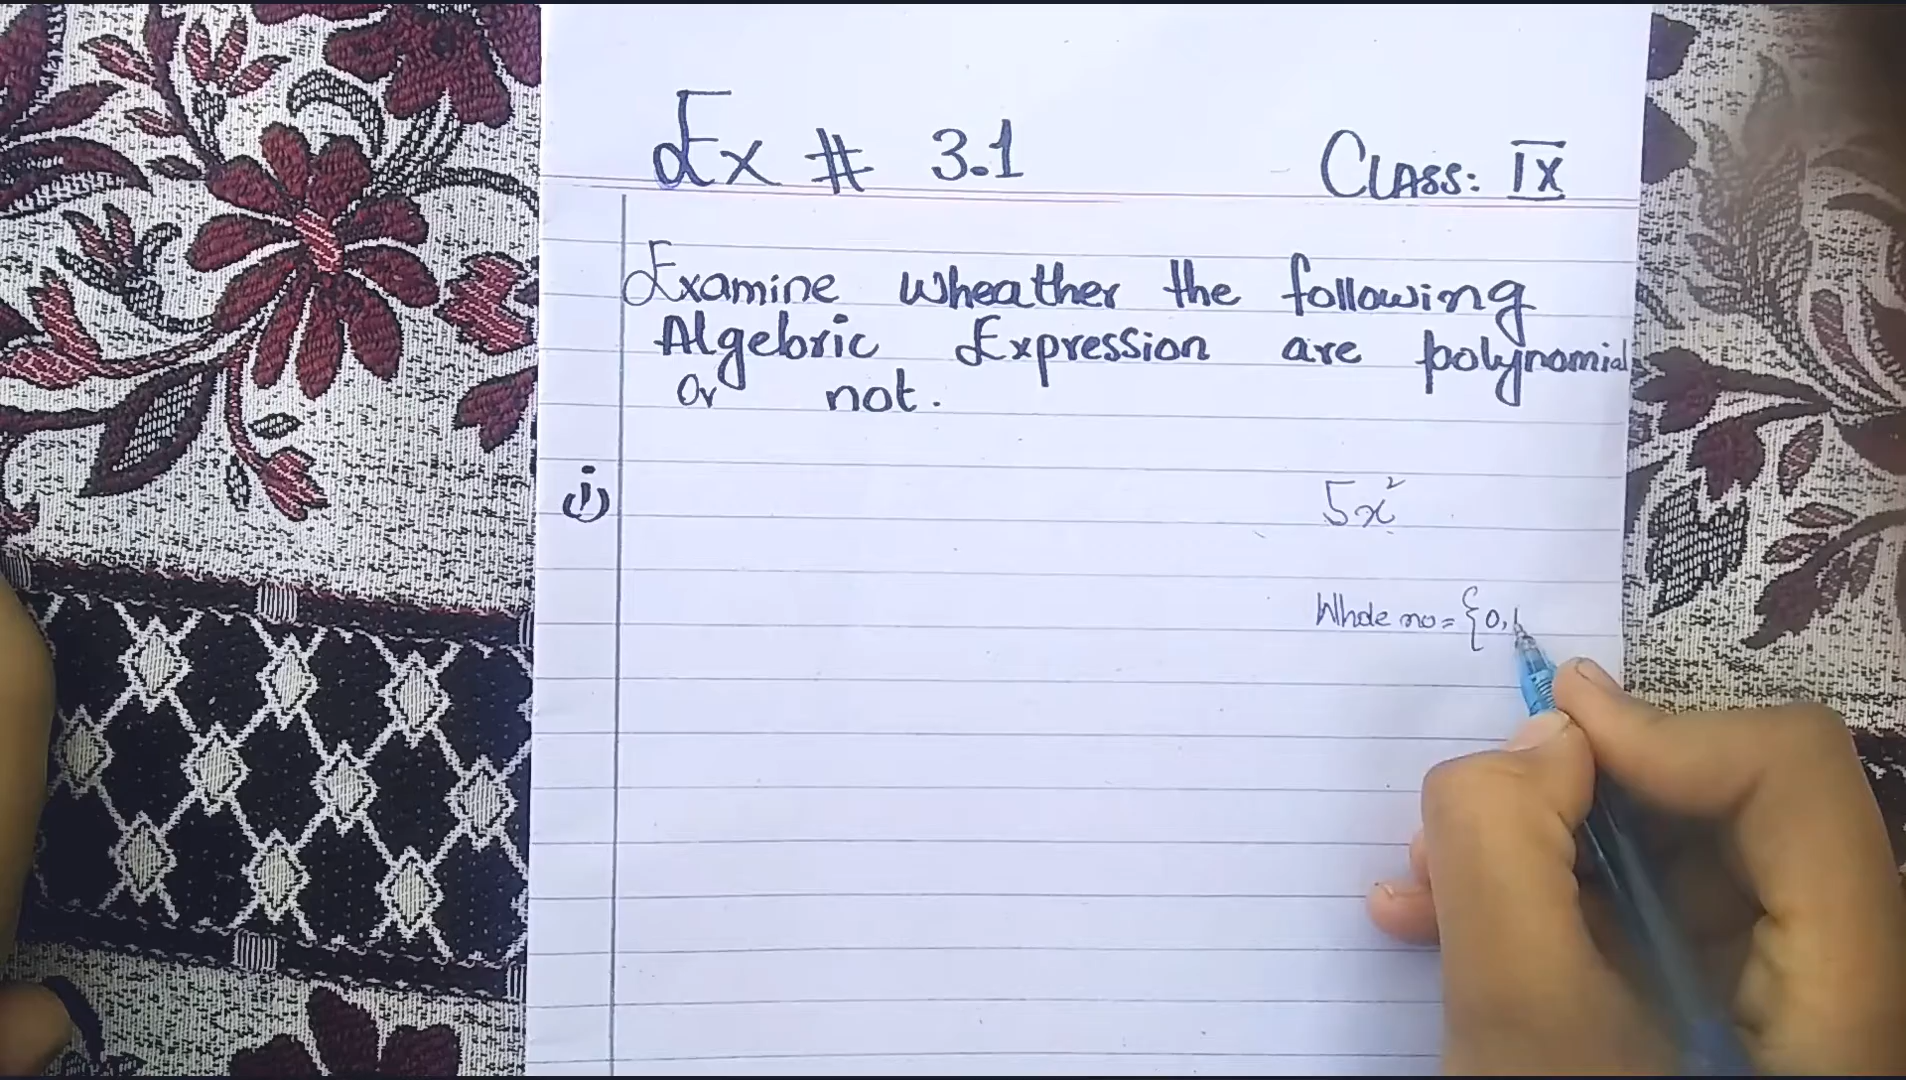 Ex # 3.1 Class: IX
Examine wheather the following
Algebric Expression are polynomial
Or not.
(i) 5x²
Whole no = {0,1